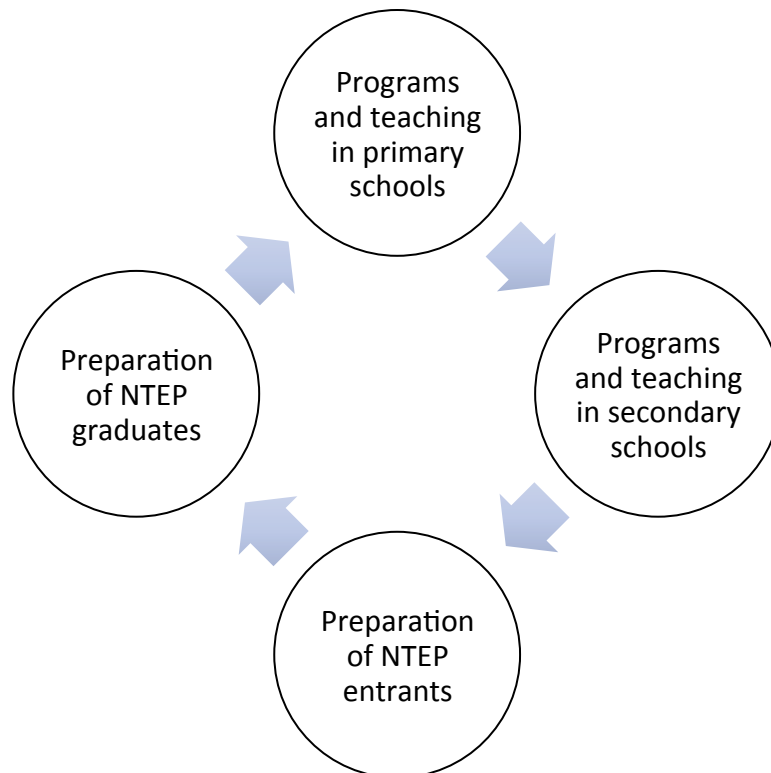 Programs
and teaching
in primary
schools
Programs
and teaching
in secondary
schools
Preparation
of NTEP
entrants
Preparation
of NTEP
graduates